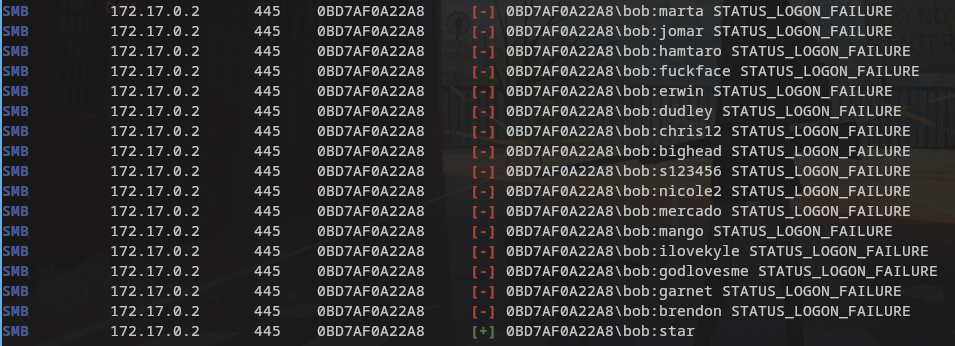 SMB 172.17.0.2 445 0BD7AF0A22A8 [-] 0BD7AF0A22A8\bob:marta STATUS_LOGON_FAILURE
SMB 172.17.0.2 445 0BD7AF0A22A8 [-] 0BD7AF0A22A8\bob:jomar STATUS_LOGON_FAILURE
SMB 172.17.0.2 445 0BD7AF0A22A8 [-] 0BD7AF0A22A8\bob:hamtaro STATUS_LOGON_FAILURE
SMB 172.17.0.2 445 0BD7AF0A22A8 [-] 0BD7AF0A22A8\bob:fuckface STATUS_LOGON_FAILURE
SMB 172.17.0.2 445 0BD7AF0A22A8 [-] 0BD7AF0A22A8\bob:erwin STATUS_LOGON_FAILURE
SMB 172.17.0.2 445 0BD7AF0A22A8 [-] 0BD7AF0A22A8\bob:dudley STATUS_LOGON_FAILURE
SMB 172.17.0.2 445 0BD7AF0A22A8 [-] 0BD7AF0A22A8\bob:chris12 STATUS_LOGON_FAILURE
SMB 172.17.0.2 445 0BD7AF0A22A8 [-] 0BD7AF0A22A8\bob:bighead STATUS_LOGON_FAILURE
SMB 172.17.0.2 445 0BD7AF0A22A8 [-] 0BD7AF0A22A8\bob:s123456 STATUS_LOGON_FAILURE
SMB 172.17.0.2 445 0BD7AF0A22A8 [-] 0BD7AF0A22A8\bob:nicole2 STATUS_LOGON_FAILURE
SMB 172.17.0.2 445 0BD7AF0A22A8 [-] 0BD7AF0A22A8\bob:mercado STATUS_LOGON_FAILURE
SMB 172.17.0.2 445 0BD7AF0A22A8 [-] 0BD7AF0A22A8\bob:mango STATUS_LOGON_FAILURE
SMB 172.17.0.2 445 0BD7AF0A22A8 [-] 0BD7AF0A22A8\bob:ilovekyle STATUS_LOGON_FAILURE
SMB 172.17.0.2 445 0BD7AF0A22A8 [-] 0BD7AF0A22A8\bob:godlovesme STATUS_LOGON_FAILURE
SMB 172.17.0.2 445 0BD7AF0A22A8 [-] 0BD7AF0A22A8\bob:garnet STATUS_LOGON_FAILURE
SMB 172.17.0.2 445 0BD7AF0A22A8 [-] 0BD7AF0A22A8\bob:brendon STATUS_LOGON_FAILURE
SMB 172.17.0.2 445 0BD7AF0A22A8 [+] 0BD7AF0A22A8\bob:star